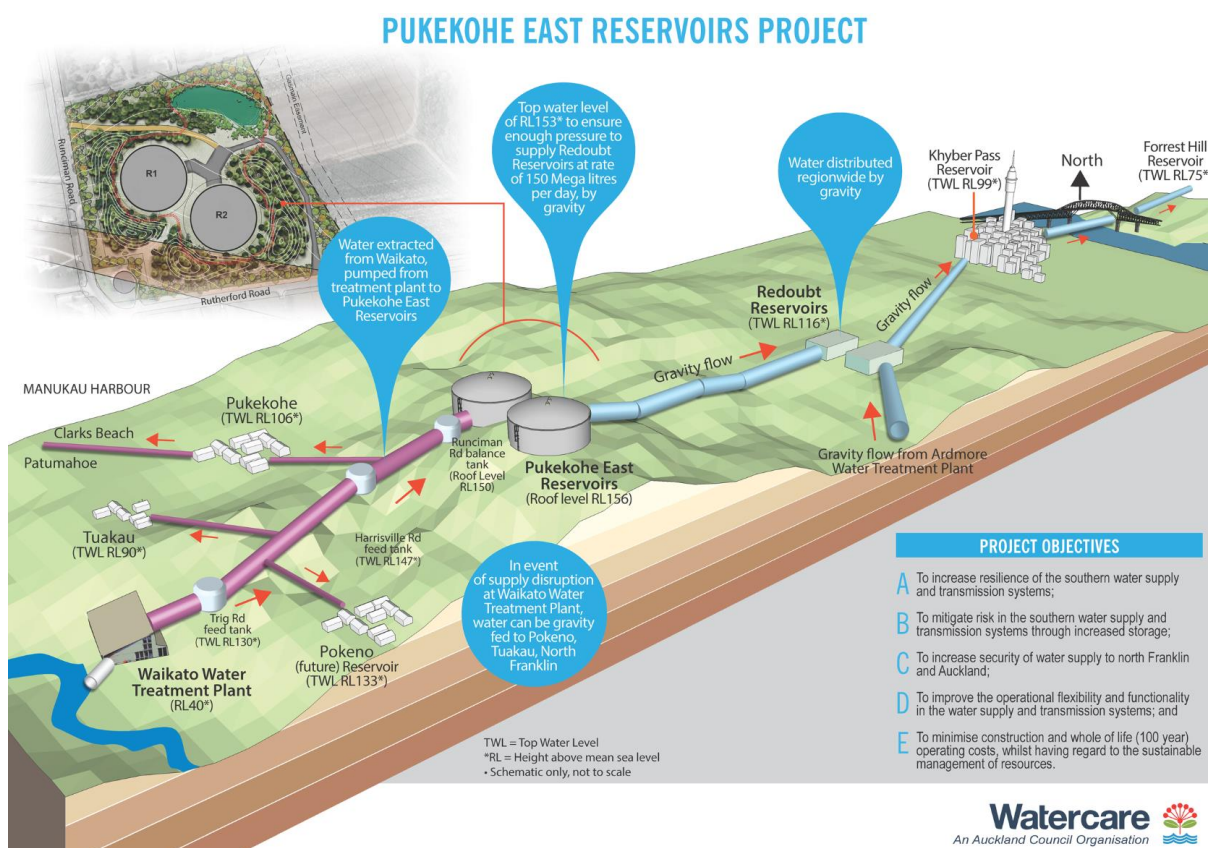 PUKEKOHE EAST RESERVOIRS PROJECT
Runciman Road
Gasmain Easment
R1
R2
Rutherford Road
Water extracted
from Waikato,
pumped from
treatment plant to
Pukekohe East
Reservoirs
Top water level
of RL153* to ensure
enough pressure to
supply Redoubt
Reservoirs at rate
of 150 Mega litres
per day, by
gravity
Water distributed
regionwide by
gravity
Khyber Pass
Reservoir
(TWL RL99*)
North
Forrest Hill
Reservoir
(TWL RL75*
Redoubt
Reservoirs
(TWL RL116*)
Gravity flow
Gravity flow
Gravity flow from Ardmore
Water Treatment Plant
MANUKAU HARBOUR
Pukekohe
(TWL RL106*)
Clarks Beach
Patumahoe
Runciman
Rd balance
tank
(Roof Level
RL150)
Pukekohe East
Reservoirs
(Roof level RL156)
Tuakau
(TWL RL90*)
Harrisville Rd
feed tank
(TWL RL147*)
Trig Rd
feed tank
(TWL RL130*)
Pokeno
(future) Reservoir
(TWL RL133*)
Waikato Water
Treatment Plant
(RL40*)
In event
of supply disruption
at Waikato Water
Treatment Plant,
water can be gravity
fed to Pokeno,
Tuakau, North
Franklin
TWL = Top Water Level
*RL = Height above mean sea level
• Schematic only, not to scale
PROJECT OBJECTIVES
A To increase resilience of the southern water supply
and transmission systems;
B To mitigate risk in the southern water supply and
transmission systems through increased storage;
C To increase security of water supply to north Franklin
and Auckland;
D To improve the operational flexibility and functionality
in the water supply and transmission systems; and
E To minimise construction and whole of life (100 year)
operating costs, whilst having regard to the sustainable
management of resources.
Watercare
An Auckland Council Organisation